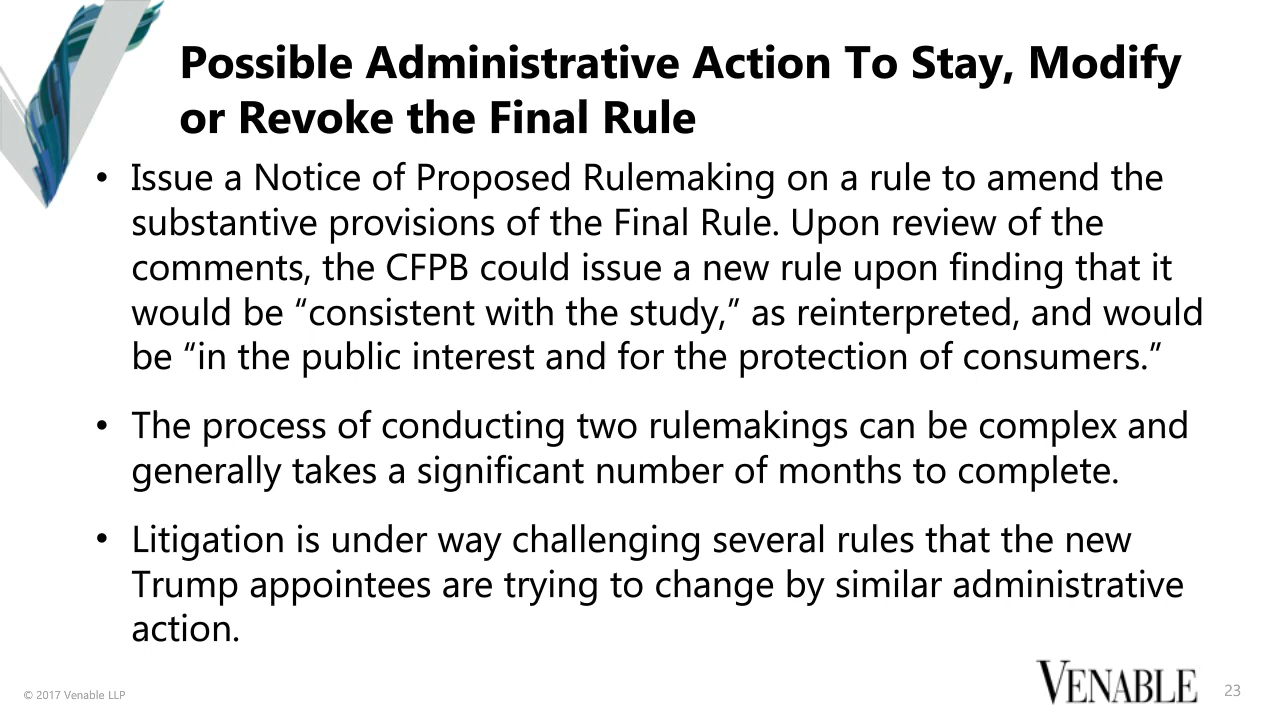 Possible Administrative Action To Stay, Modify
or Revoke the Final Rule
• Issue a Notice of Proposed Rulemaking on a rule to amend the
substantive provisions of the Final Rule. Upon review of the
comments, the CFPB could issue a new rule upon finding that it
would be “consistent with the study,” as reinterpreted, and would
be “in the public interest and for the protection of consumers.”
• The process of conducting two rulemakings can be complex and
generally takes a significant number of months to complete.
• Litigation is under way challenging several rules that the new
Trump appointees are trying to change by similar administrative
action.
© 2017 Venable LLP
VENABLE
23